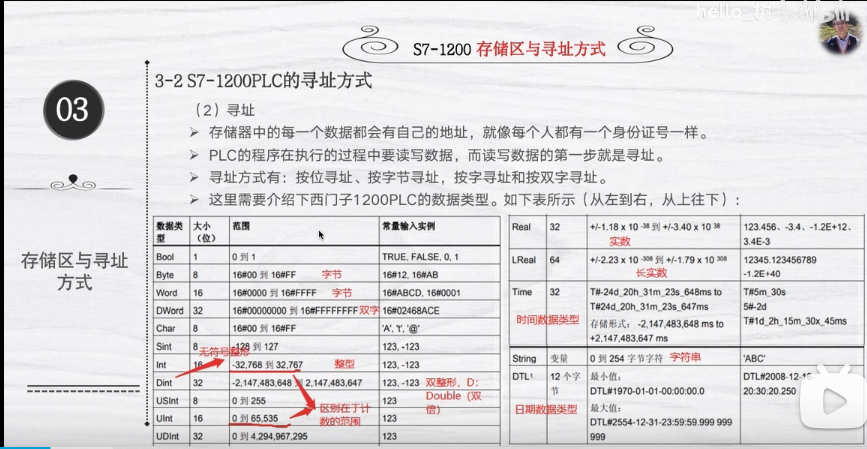 hello_
S7-1200 存储区与寻址方式
03
存储区与寻址
方式
3-2 S7-1200PLC的寻址方式
（2）寻址
➢ 存储器中的每一个数据都会有自己的地址，就像每个人都有一个身份证号一样。
➢ PLC的程序在执行的过程中要读写数据，而读写数据的第一步就是寻址。
➢ 寻址方式有：按位寻址、按字节寻址，按字寻址和按双字寻址。
➢ 这里需要介绍下西门子1200PLC的数据类型。如下表所示（从左到右，从上往下）：
数据类型 大小（位） 范围 常量输入实例
Bool 1 0 到 1 TRUE, FALSE, 0, 1
Byte 8 16#00 到 16#FF 字节 16#12, 16#AB
Word 16 16#0000 到 16#FFFF 字节 16#ABCD, 16#0001
DWord 32 16#00000000 到 16#FFFFFFFF 双字 16#02468ACE
Char 8 16#00 到 16#FF 'A', 't', '@'
Sint 8 -128 到 127 123, -123
无符号整形
Int 16 -32,768 到 32,767 整型 123, -123
Dint 32 -2,147,483,648 到 2,147,483,647 123, -123 双整形，D：
Double（双
倍）
USInt 8 0 到 255 123
区别在于计
数的范围
UInt 16 0 到 65,535 123
UDInt 32 0 到 4,294,967,295 123
Real 32 +/-1.18 x 10 -38 到 +/-3.40 x 10 38 123.456、-3.4、-1.2E+12、
实数 3.4E-3
LReal 64 +/-2.23 x 10 -308 到 +/-1.79 x 10 308 12345.123456789
长实数 -1.2E+40
Time 32 T#-24d_20h_31m_23s_648ms to T#5m_30s
T#24d_20h_31m_23s_647ms 5#-2d
时间数据类型 存储形式： -2,147,483,648 ms to T#1d_2h_15m_30x_45ms
+2,147,483,647 ms
String 变量 0 到 254 字节字符 字符串 'ABC'
DTL¹ 12 个字节 最小值： DTL#2008-12-16
DTL#1970-01-01-00:00:00.0 20:30:20.250
日期数据类型 最大值：
DTL#2554-12-31-23:59:59.999 999
999